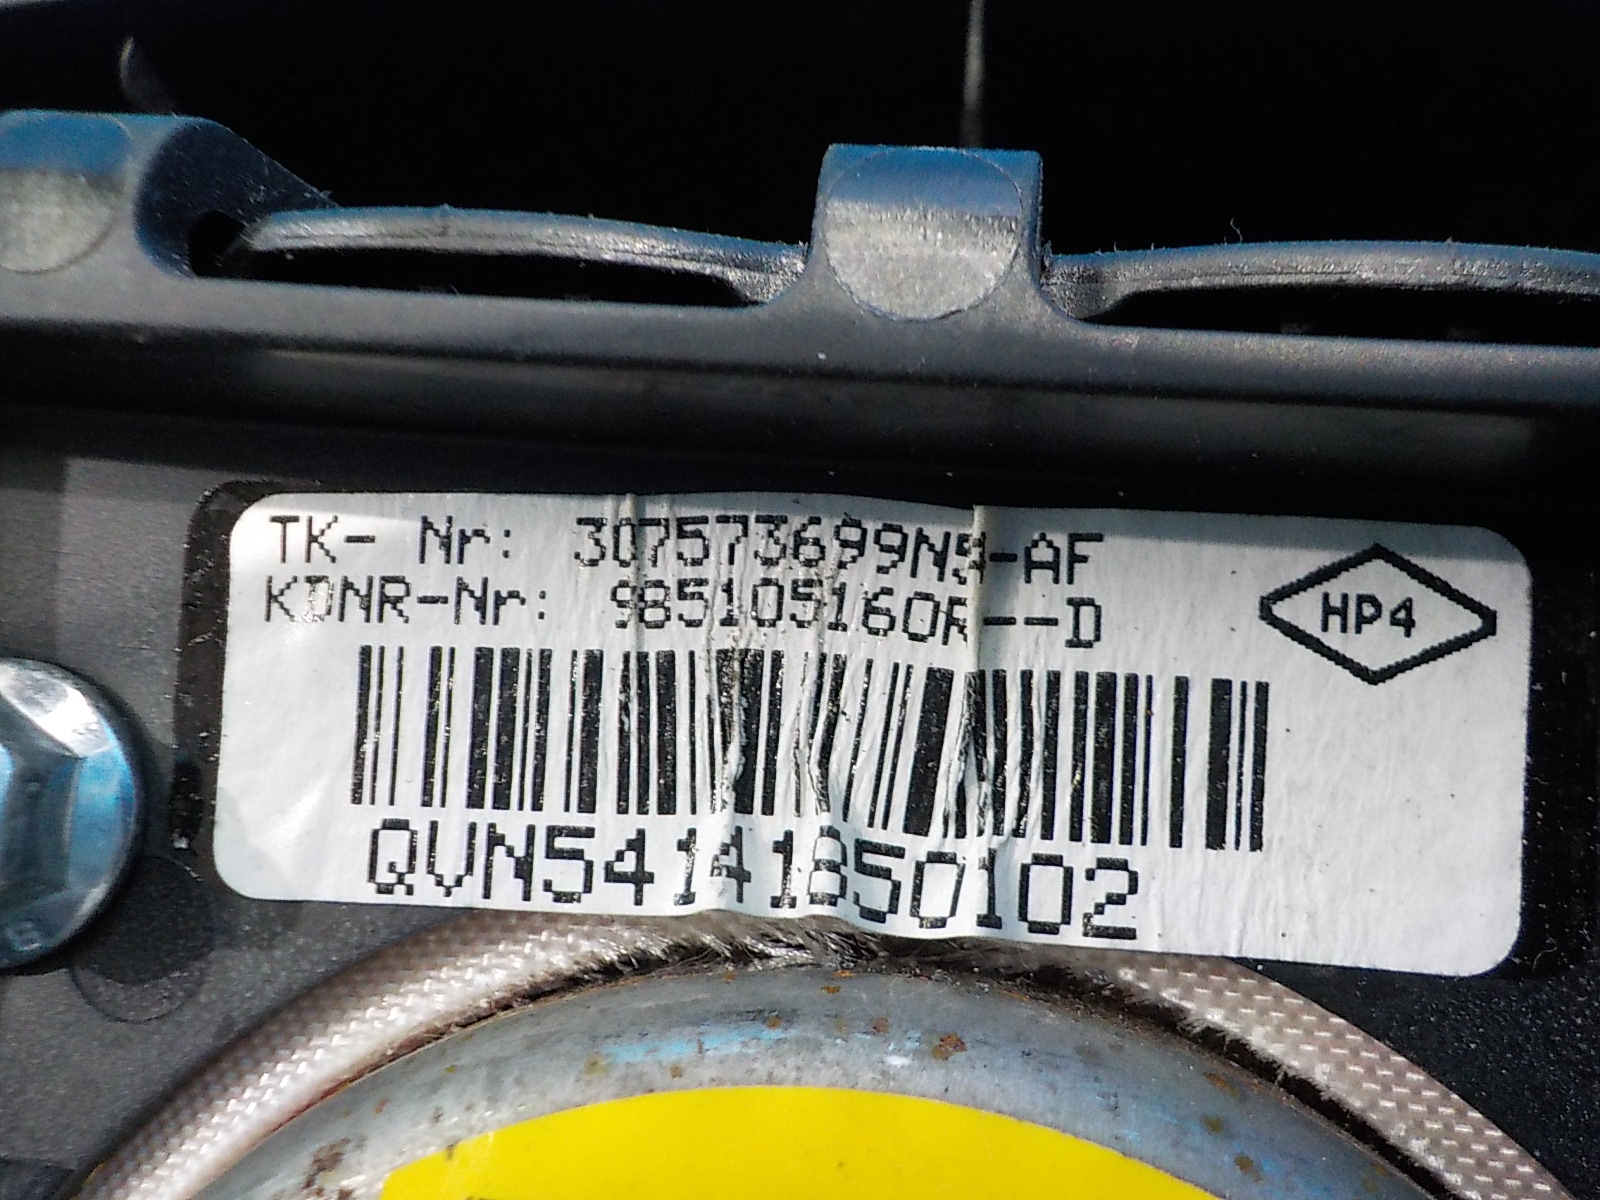 TK- Nr: 307573699N9-AF
KDNR-Nr: 985105160R--D
HP4
QVN54141850102